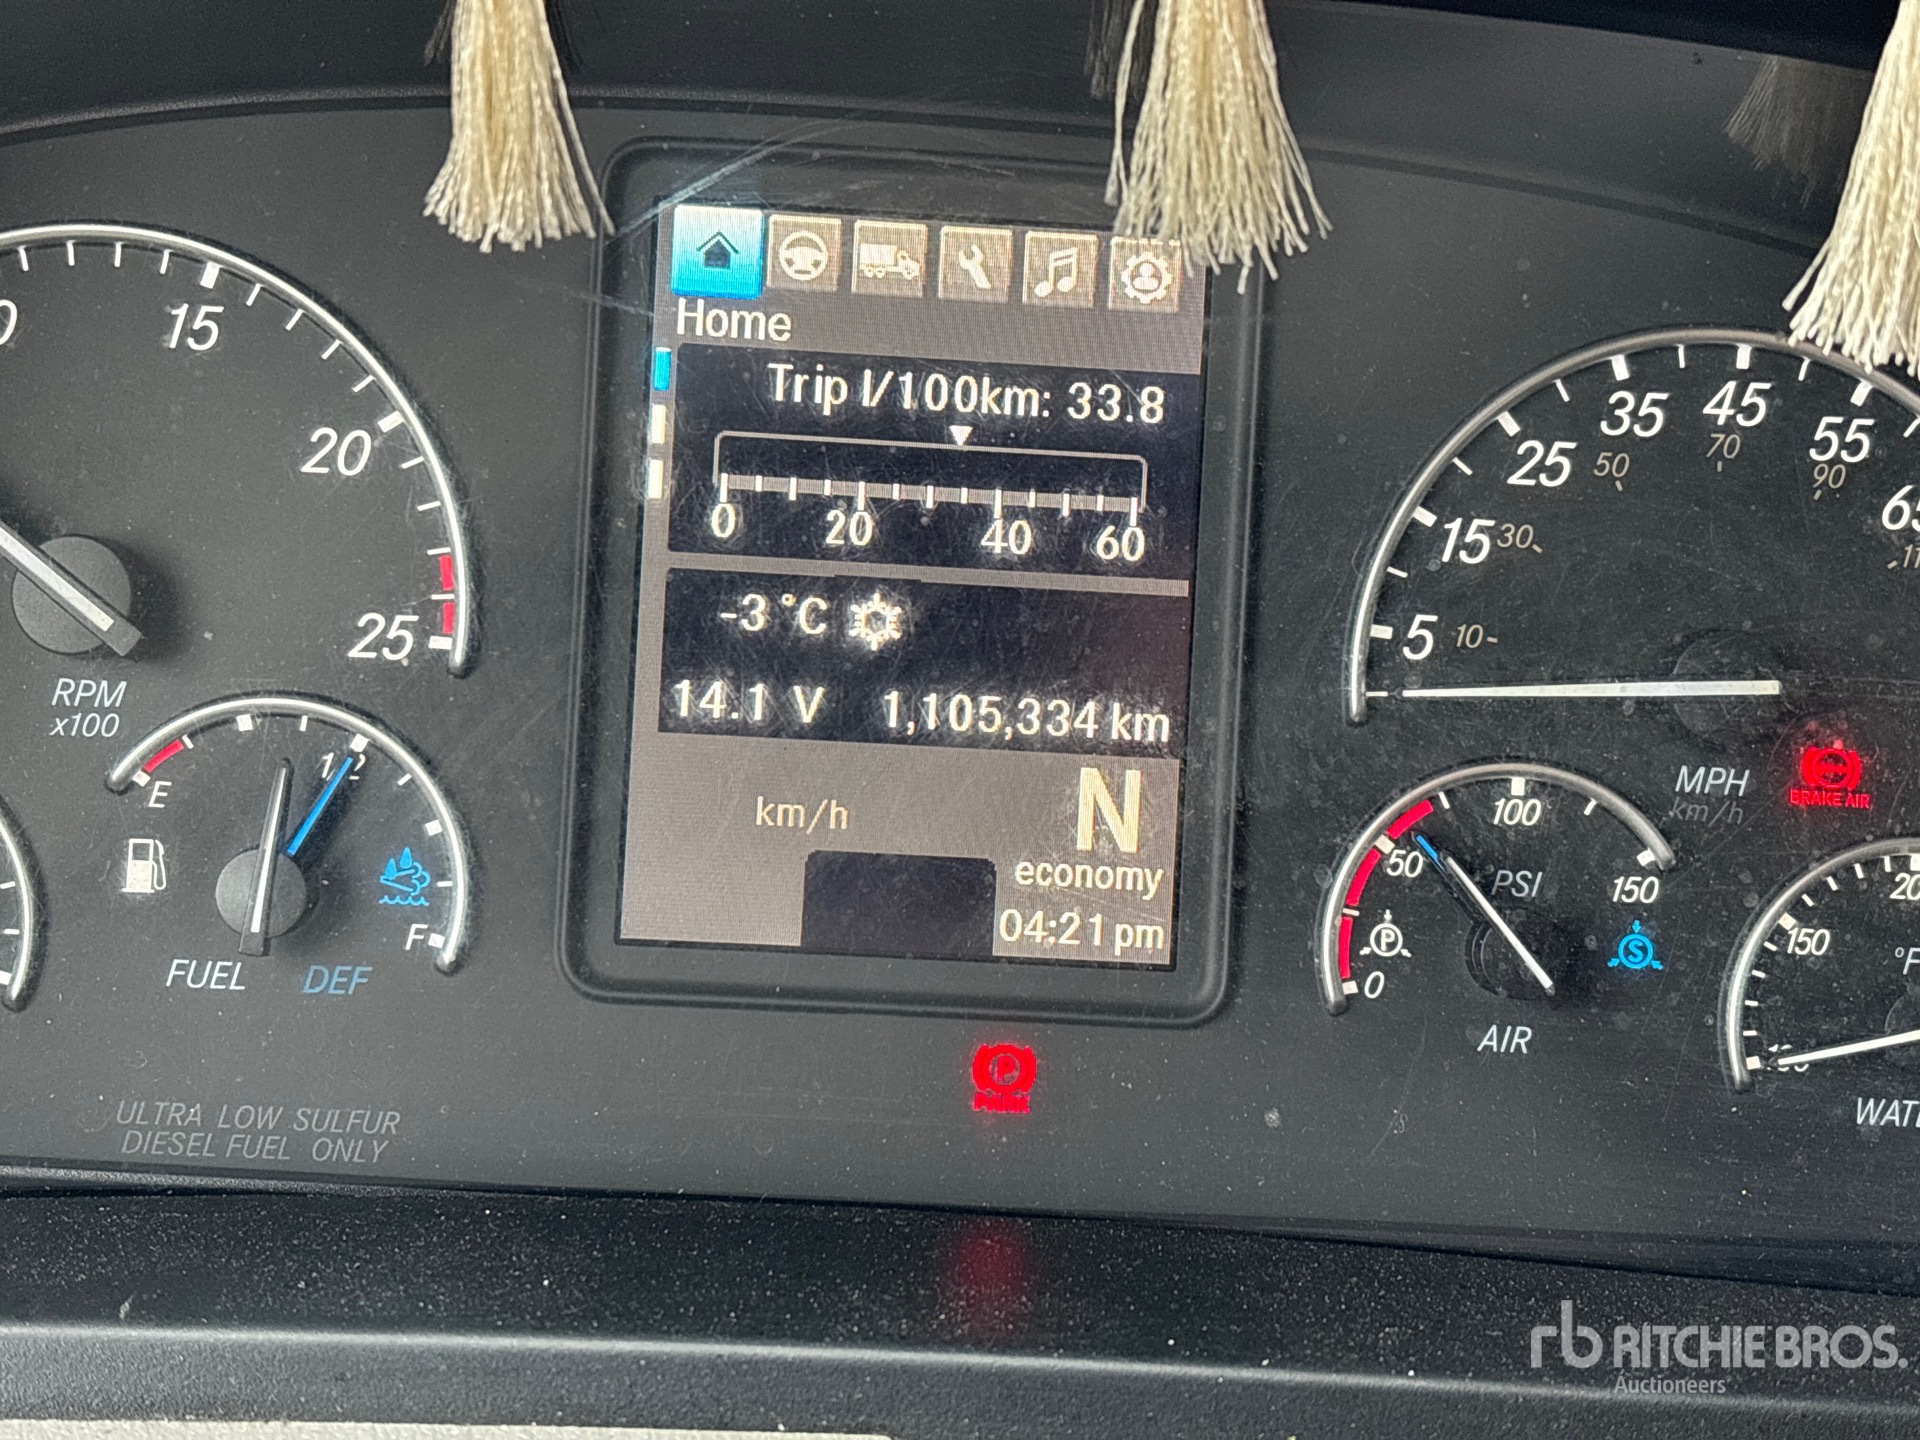 Home
Trip l/100km: 33.8
0 20 40 60
-3 °C
14.1 V 1,105,334 km
km/h N
economy
04:21 pm
0 15 20 25
RPM
x100
E 1/2 F
FUEL DEF
ULTRA LOW SULFUR
DIESEL FUEL ONLY
PARK
5 15 25 35 45 55
10 30 50 70 90
MPH
km/h
BRAKE AIR
0 50 100 150
PSI
P S
AIR
150
°F
rb RITCHIE BROS.
Auctioneers